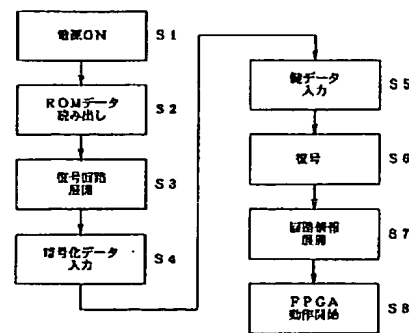 電源ON
S1
ROMデータ
読み出し
S2
復号回路
展開
S3
暗号化データ
入力
S4
鍵データ
入力
S5
復号
S6
回路情報
展開
S7
FPGA
動作開始
S8